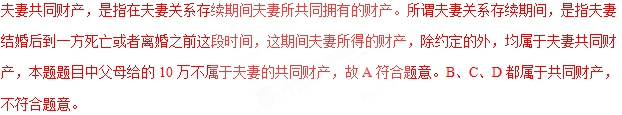 夫妻共同财产，是指在夫妻关系存续期间夫妻所共同拥有的财产。所谓夫妻关系存续期间，是指夫妻
结婚后到一方死亡或者离婚之前这段时间，这期间夫妻所得的财产，除约定的外，均属于夫妻共同财
产，本题题目中父母给的 10 万不属于夫妻的共同财产，故 A 符合题意。B、C、D 都属于共同财产，
不符合题意。